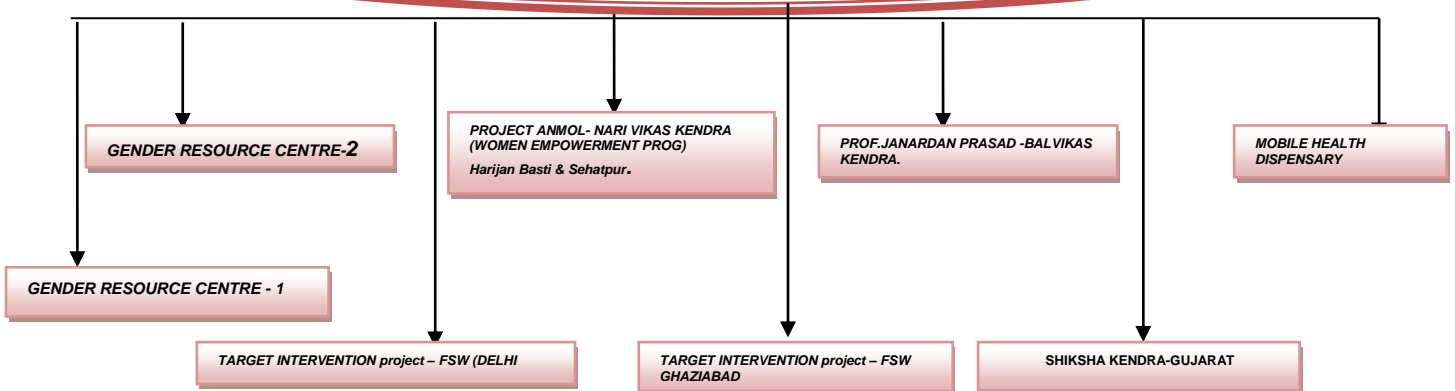 GENDER RESOURCE CENTRE-2
PROJECT ANMOL- NARI VIKAS KENDRA
(WOMEN EMPOWERMENT PROG)
Harijan Basti & Sehatpur.
PROF.JANARDAN PRASAD -BALVIKAS
KENDRA.
MOBILE HEALTH
DISPENSARY
GENDER RESOURCE CENTRE - 1
TARGET INTERVENTION project – FSW (DELHI
TARGET INTERVENTION project – FSW
GHAZIABAD
SHIKSHA KENDRA-GUJARAT